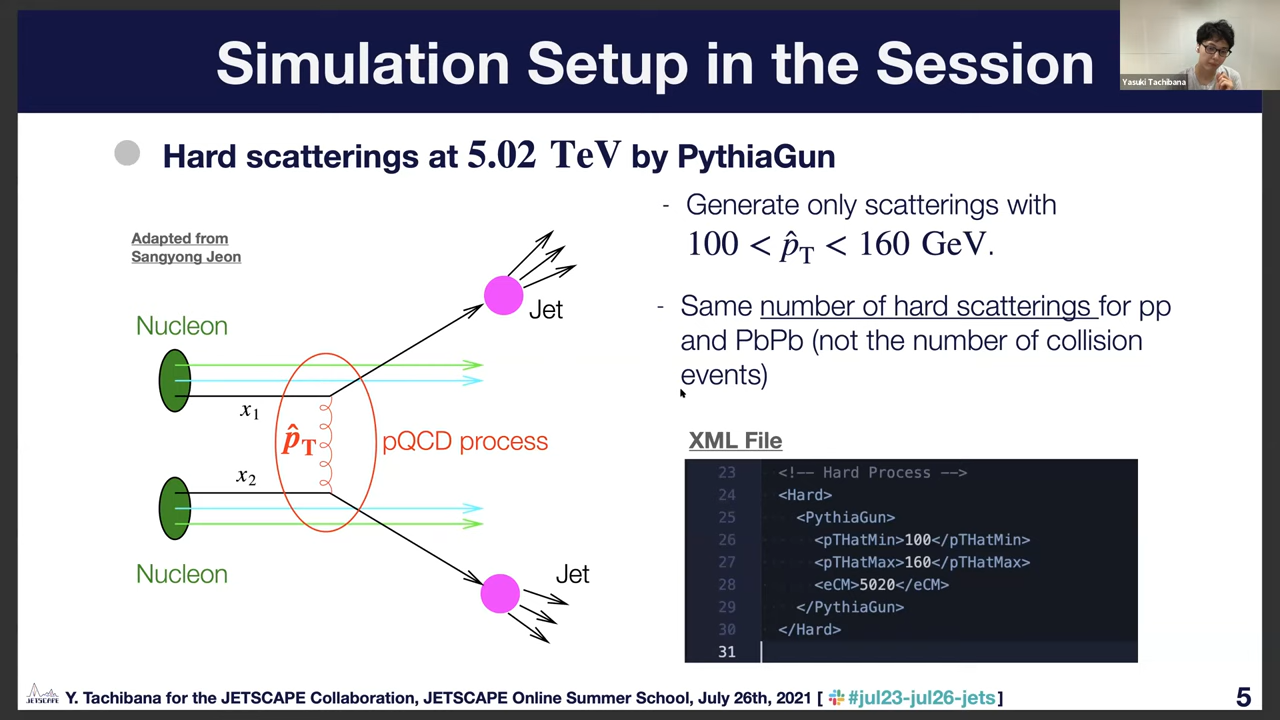 Simulation Setup in the Session
Yasuki Tachibana
Hard scatterings at 5.02 TeV by PythiaGun
Adapted from
Sangyong Jeon
Nucleon
x₁
p̂_T
pQCD process
x₂
Nucleon
Jet
Jet
- Generate only scatterings with
100 < p̂_T < 160 GeV.
- Same number of hard scatterings for pp
and PbPb (not the number of collision
events)
XML File
23 <!-- Hard Process -->
24 <Hard>
25 <PythiaGun>
26 <pTHatMin>100</pTHatMin>
27 <pTHatMax>160</pTHatMax>
28 <eCM>5020</eCM>
29 </PythiaGun>
30 </Hard>
31
JETSCAPE
Y. Tachibana for the JETSCAPE Collaboration, JETSCAPE Online Summer School, July 26th, 2021 [ #jul23-jul26-jets]
5